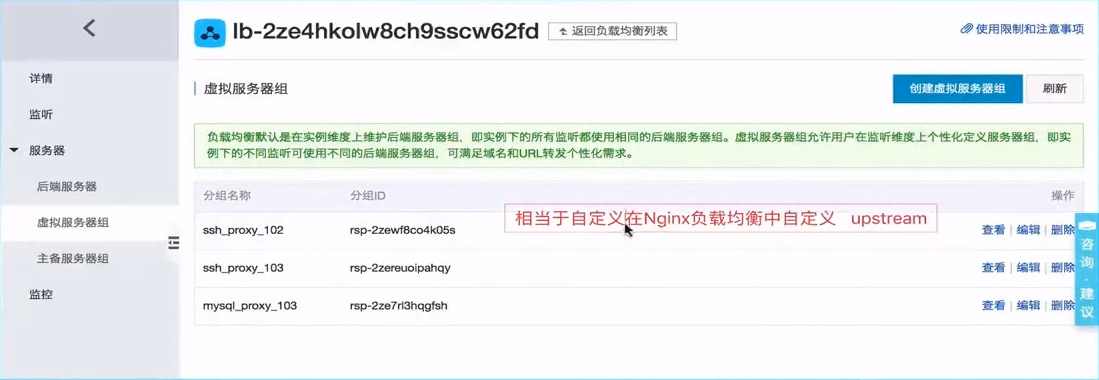 lb-2ze4hkolw8ch9sscw62fd 返回负载均衡列表 使用限制和注意事项
详情
监听
服务器
后端服务器
虚拟服务器组
主备服务器组
监控
虚拟服务器组 创建虚拟服务器组 刷新
负载均衡默认是在实例维度上维护后端服务器组，即实例下的所有监听都使用相同的后端服务器组。虚拟服务器组允许用户在监听维度上个性化定义服务器组，即实
例下的不同监听可使用不同的后端服务器组，可满足域名和URL转发个性化需求。
分组名称 分组ID 操作
相当于自定义在Nginx负载均衡中自定义 upstream
ssh_proxy_102 rsp-2zewf8co4k05s 查看 | 编辑 | 删除
ssh_proxy_103 rsp-2zereuoipahqy 查看 | 编辑 | 删除
mysql_proxy_103 rsp-2ze7rl3hqgfsh 查看 | 编辑 | 删除
咨询·建议